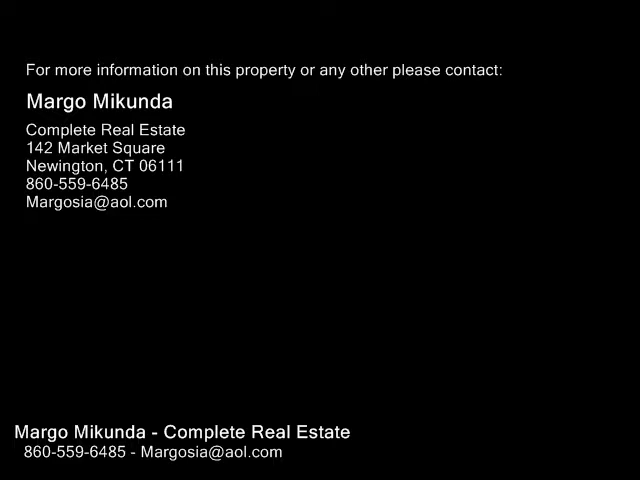 For more information on this property or any other please contact:
Margo Mikunda
Complete Real Estate
142 Market Square
Newington, CT 06111
860-559-6485
Margosia@aol.com
Margo Mikunda - Complete Real Estate
860-559-6485 - Margosia@aol.com